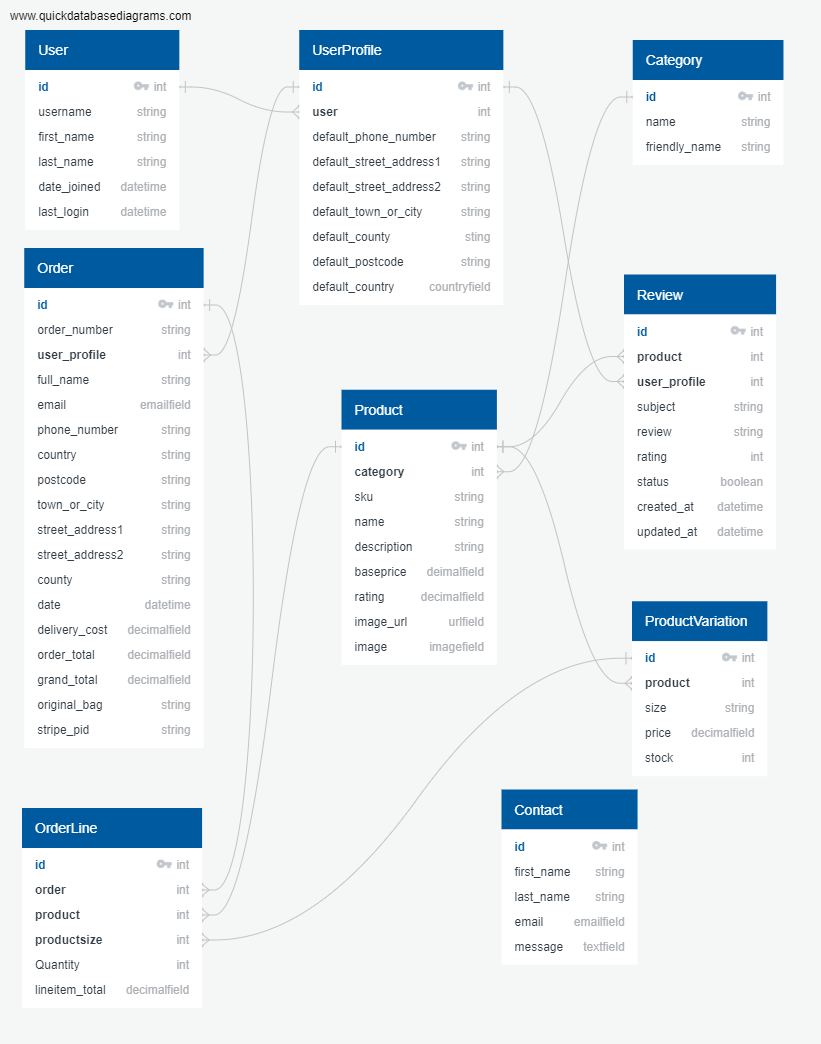 www.quickdatabasediagrams.com
User
id int
username string
first_name string
last_name string
date_joined datetime
last_login datetime
UserProfile
id int
user int
default_phone_number string
default_street_address1 string
default_street_address2 string
default_town_or_city string
default_county sting
default_postcode string
default_country countryfield
Category
id int
name string
friendly_name string
Order
id int
order_number string
user_profile int
full_name string
email emailfield
phone_number string
country string
postcode string
town_or_city string
street_address1 string
street_address2 string
county string
date datetime
delivery_cost decimalfield
order_total decimalfield
grand_total decimalfield
original_bag string
stripe_pid string
Review
id int
product int
user_profile int
subject string
review string
rating int
status boolean
created_at datetime
updated_at datetime
Product
id int
category int
sku string
name string
description string
baseprice deimalfield
rating decimalfield
image_url urlfield
image imagefield
ProductVariation
id int
product int
size string
price decimalfield
stock int
Contact
id int
first_name string
last_name string
email emailfield
message textfield
OrderLine
id int
order int
product int
productsize int
Quantity int
lineitem_total decimalfield